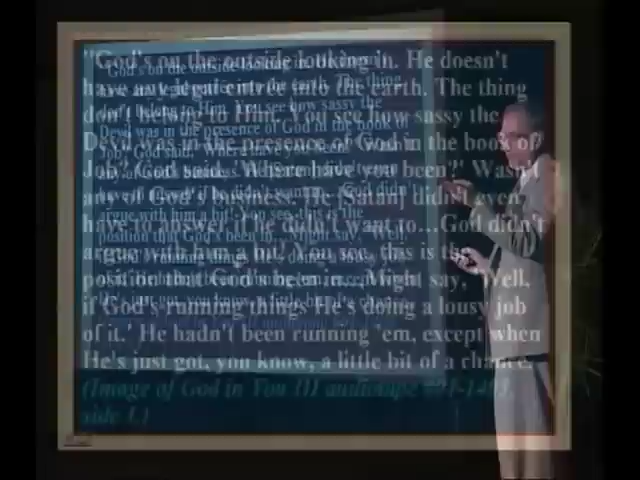 "God's on the outside looking in. He doesn't
have any legal entree into the earth. The thing
don't belong to Him. You see how sassy the
Devil was in the presence of God in the book of
Job? God said, 'Where have you been?' Wasn't
any of God's business. He [Satan] didn't even
have to answer if he didn't want to...God didn't
argue with him a bit! You see, this is the
position that God's been in...Might say, 'Well,
if God's running things He's doing a lousy job
of it.' He hadn't been running 'em, except when
He's just got, you know, a little bit of a chance.
(Image of God in You III audiotape
side 1.)